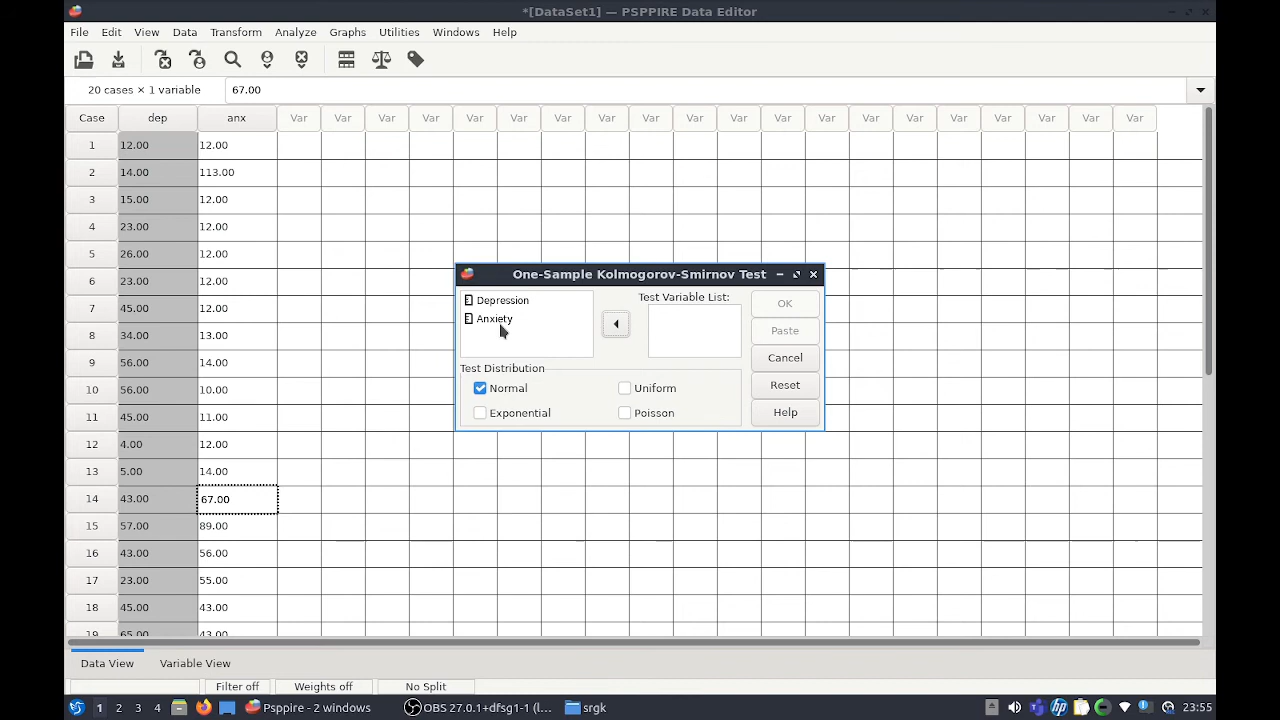 *[DataSet1] — PSPPIRE Data Editor
File Edit View Data Transform Analyze Graphs Utilities Windows Help
20 cases × 1 variable 67.00
Case dep anx Var Var Var Var Var Var Var Var Var Var Var Var Var Var Var Var Var Var Var Var
1 12.00 12.00
2 14.00 113.00
3 15.00 12.00
4 23.00 12.00
5 26.00 12.00
6 23.00 12.00
7 45.00 12.00
8 34.00 13.00
9 56.00 14.00
10 56.00 10.00
11 45.00 11.00
12 4.00 12.00
13 5.00 14.00
14 43.00 67.00
15 57.00 89.00
16 43.00 56.00
17 23.00 55.00
18 45.00 43.00
19 65.00 43.00
One-Sample Kolmogorov-Smirnov Test
Depression
Anxiety
Test Variable List:
OK
Paste
Cancel
Reset
Help
Test Distribution
Normal Uniform
Exponential Poisson
Data View Variable View
Filter off Weights off No Split
1 2 3 4 Psppire - 2 windows OBS 27.0.1+dfsg1-1 (l... srgk 23:55